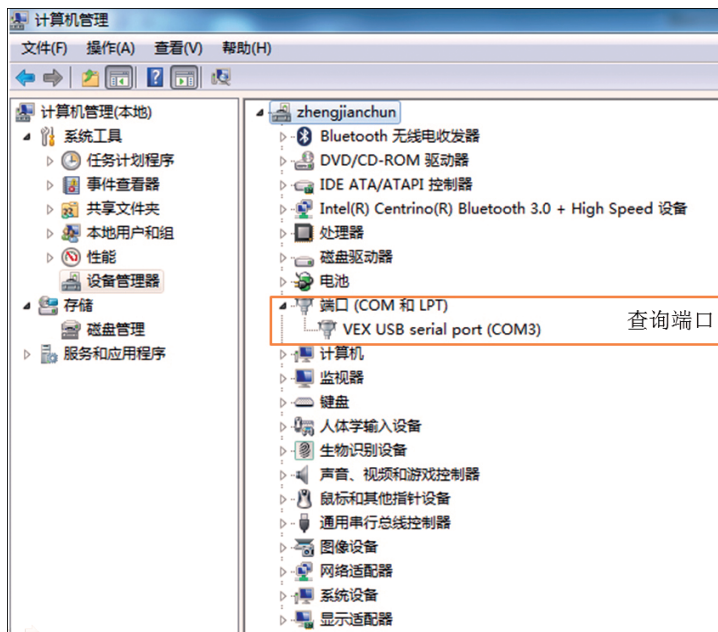 计算机管理
文件(F) 操作(A) 查看(V) 帮助(H)
计算机管理(本地)
系统工具
任务计划程序
事件查看器
共享文件夹
本地用户和组
性能
设备管理器
存储
磁盘管理
服务和应用程序
zhengjianchun
Bluetooth 无线电收发器
DVD/CD-ROM 驱动器
IDE ATA/ATAPI 控制器
Intel(R) Centrino(R) Bluetooth 3.0 + High Speed 设备
处理器
磁盘驱动器
电池
端口 (COM 和 LPT)
VEX USB serial port (COM3)
查询端口
计算机
监视器
键盘
人体学输入设备
生物识别设备
声音、视频和游戏控制器
鼠标和其他指针设备
通用串行总线控制器
图像设备
网络适配器
系统设备
显示适配器